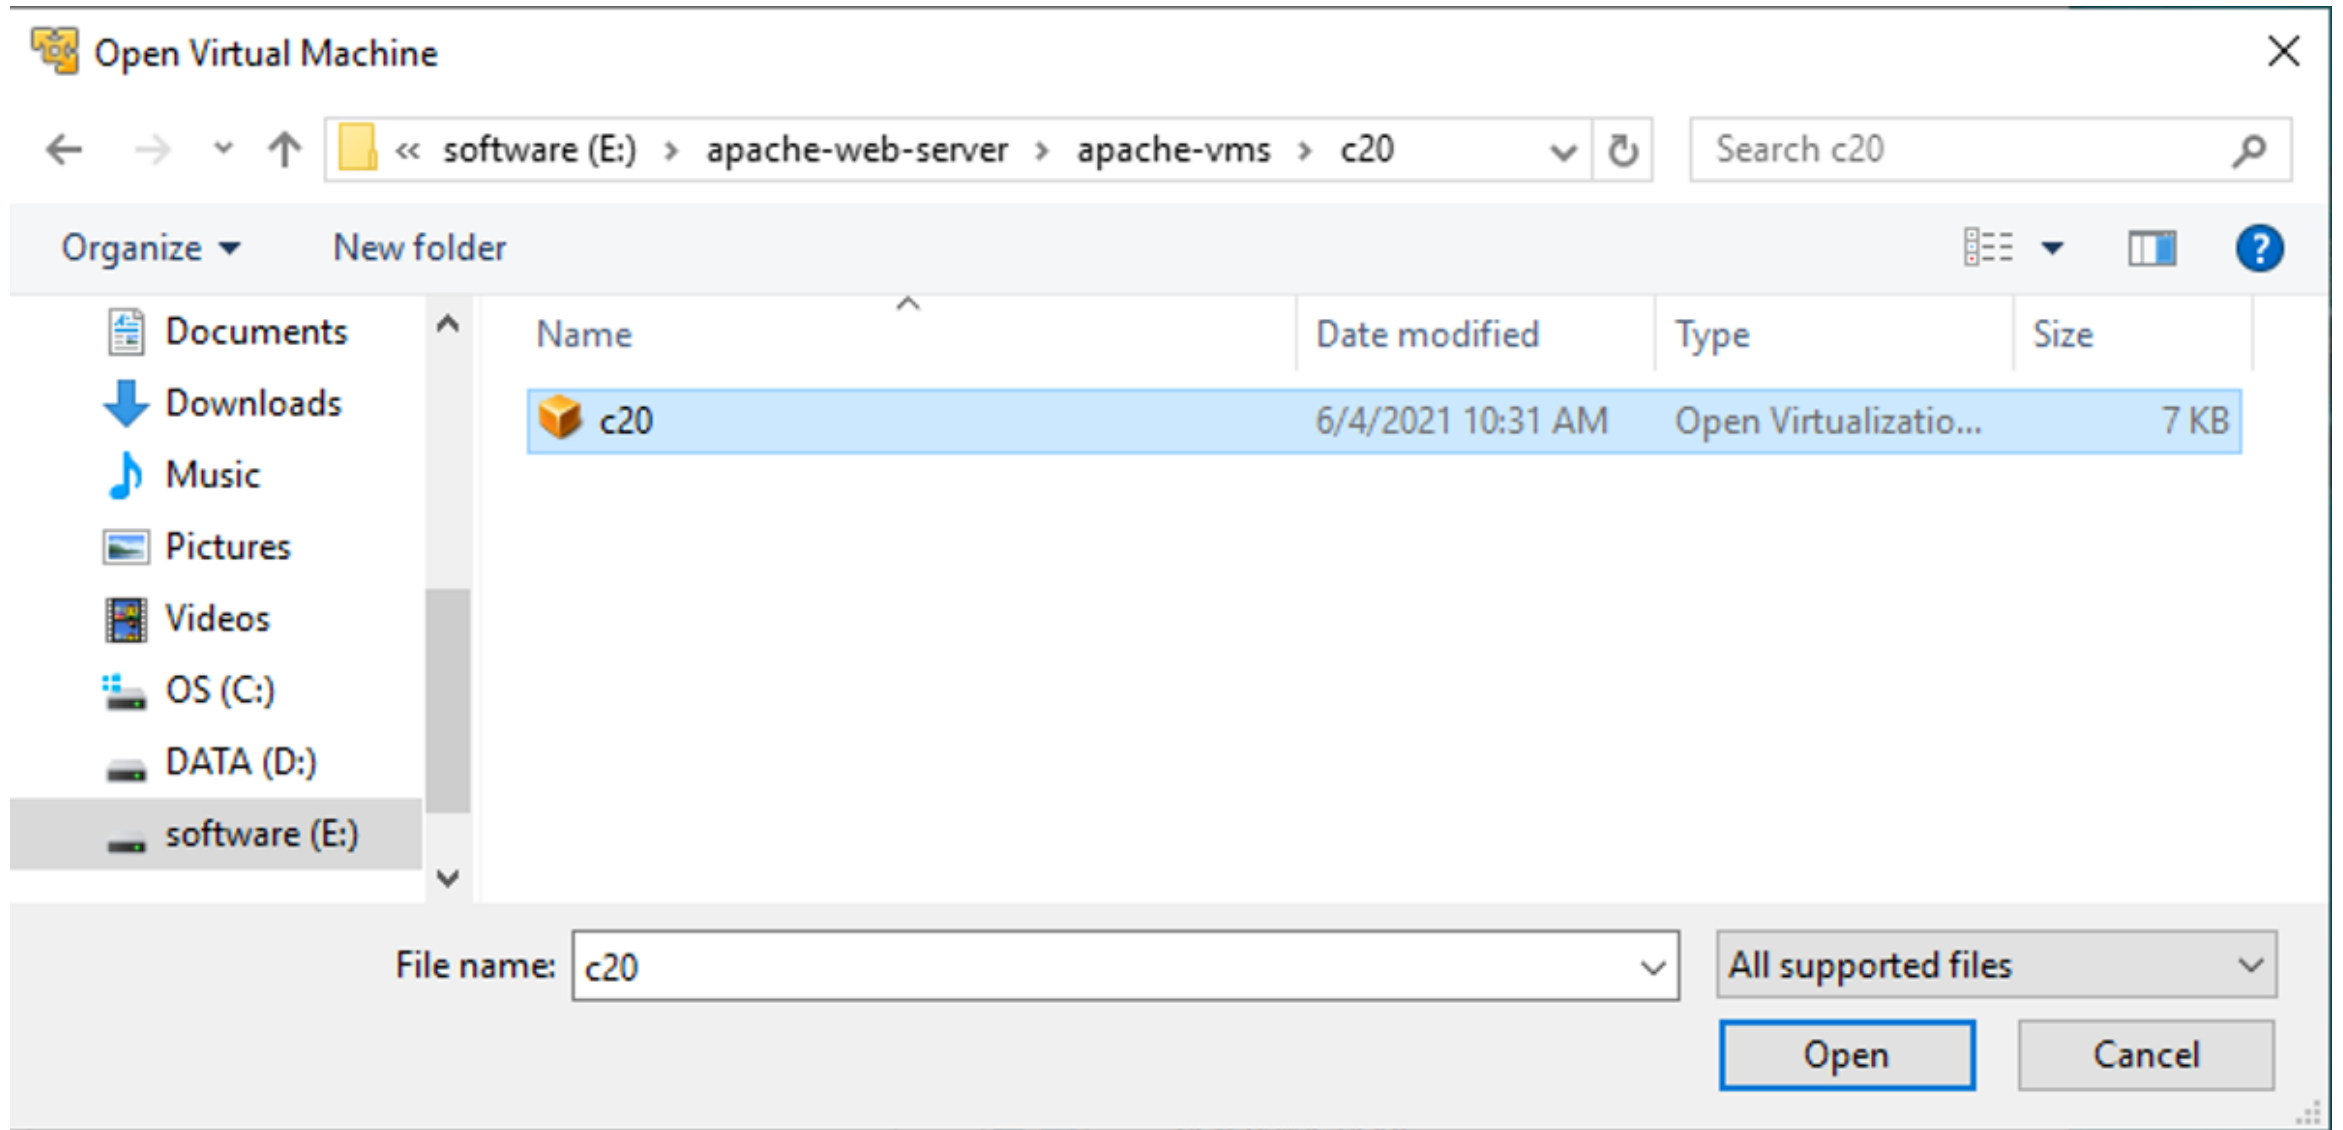 Open Virtual Machine
« software (E:) > apache-web-server > apache-vms > c20
Search c20
Organize
New folder
Documents
Downloads
Music
Pictures
Videos
OS (C:)
DATA (D:)
software (E:)
Name Date modified Type Size
c20 6/4/2021 10:31 AM Open Virtualizatio... 7 KB
File name: c20
All supported files
Open Cancel